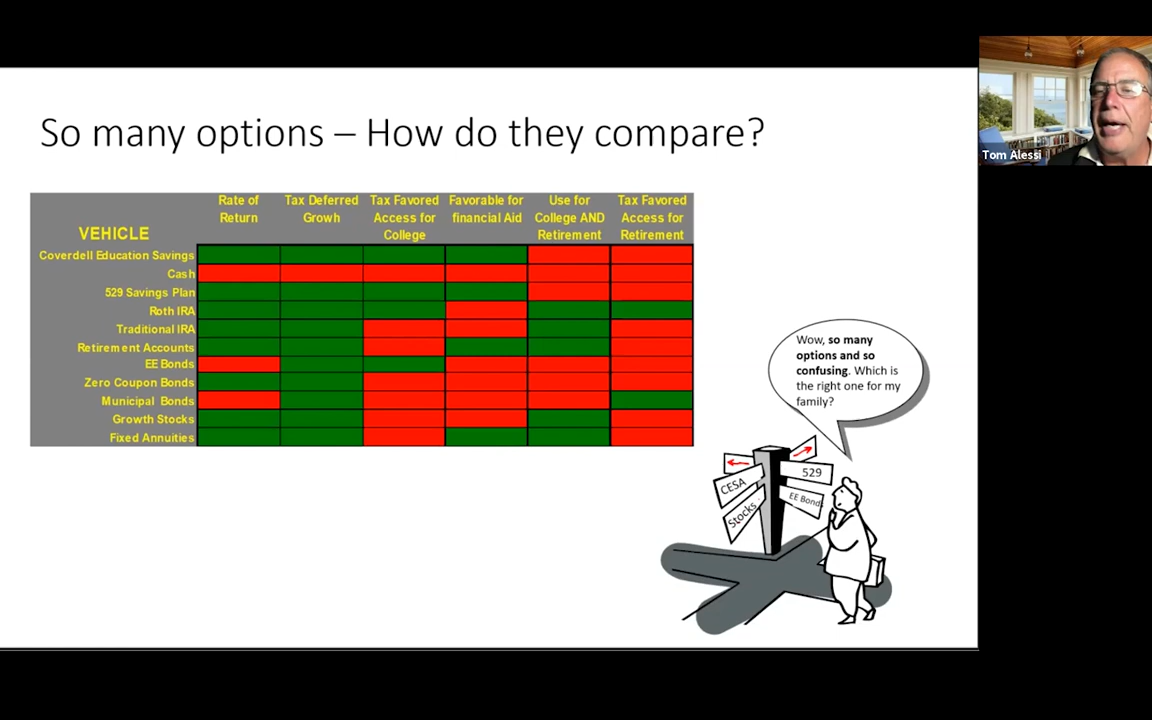 So many options – How do they compare?
Tom Alessi
VEHICLE
Rate of
Return
Tax Deferred
Growh
Tax Favored
Access for
College
Favorable for
financial Aid
Use for
College AND
Retirement
Tax Favored
Access for
Retirement
Coverdell Education Savings
Cash
529 Savings Plan
Roth IRA
Traditional IRA
Retirement Accounts
EE Bonds
Zero Coupon Bonds
Municipal Bonds
Growth Stocks
Fixed Annuities
Wow, so many
options and so
confusing. Which is
the right one for my
family?
CESA
529
Stocks
EE Bonds